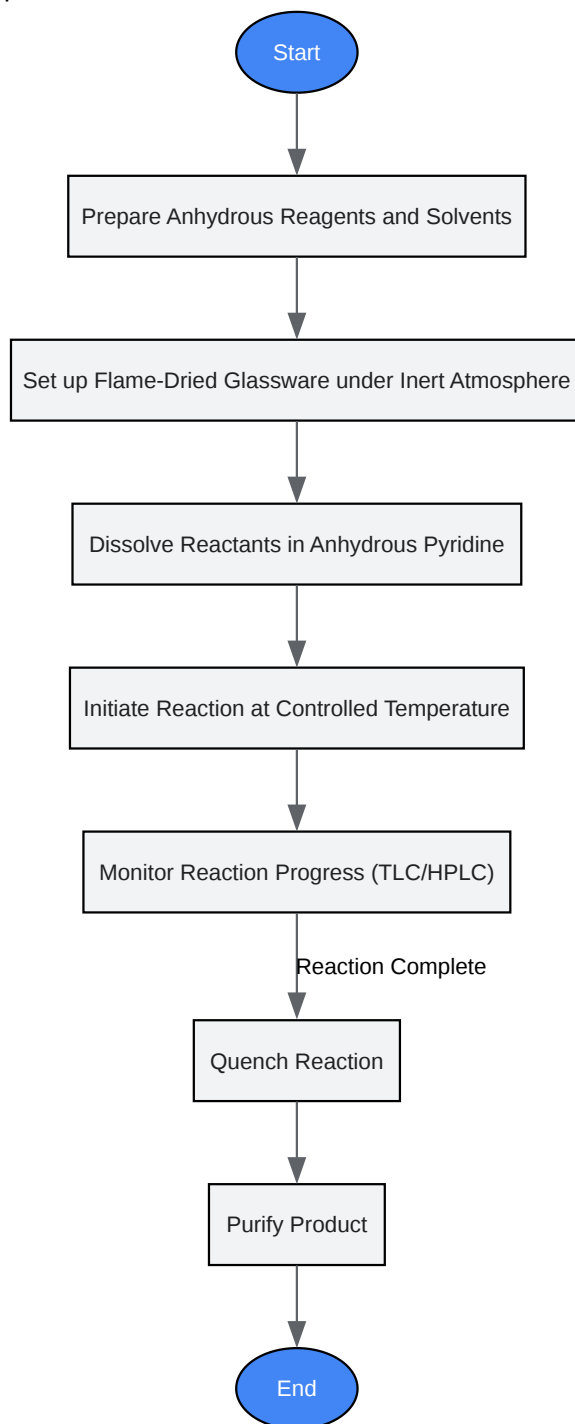 Start
Prepare Anhydrous Reagents and Solvents
Set up Flame-Dried Glassware under Inert Atmosphere
Dissolve Reactants in Anhydrous Pyridine
Initiate Reaction at Controlled Temperature
Monitor Reaction Progress (TLC/HPLC)
Reaction Complete
Quench Reaction
Purify Product
End